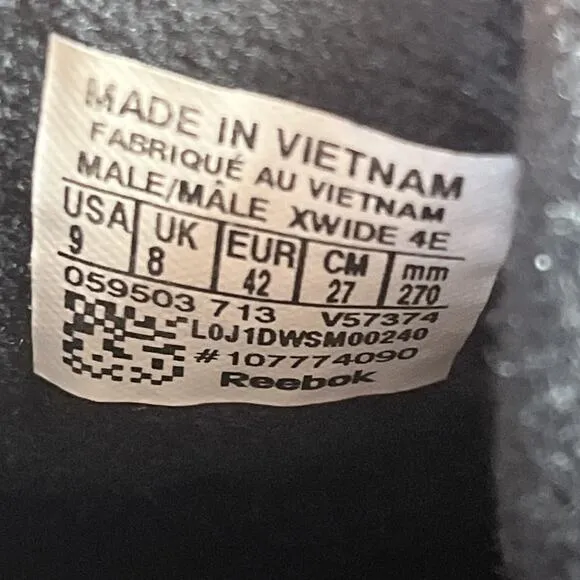 MADE IN VIETNAM
FABRIQUÉ AU VIETNAM
MALE/MÂLE XWIDE 4E
USA UK EUR CM mm
9 8 42 27 270
059503 713 V57374
L0J1DWSM00240
#107774090
Reebok